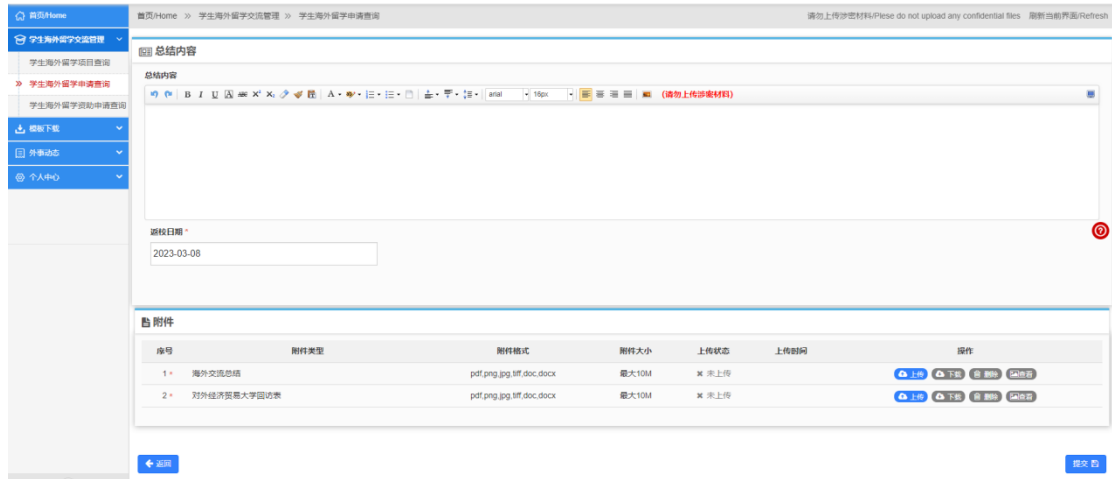 首页/Home
首页/Home » 学生海外留学交流管理 » 学生海外留学申请查询
请勿上传涉密材料/Plese do not upload any confidential files 刷新当前界面/Refresh
学生海外留学交流管理
学生海外留学项目查询
学生海外留学申请查询
学生海外留学资助申请查询
模板下载
外事动态
个人中心
总结内容
总结内容
arial 16px (请勿上传涉密材料)
返校日期 *
2023-03-08
附件
序号 附件类型 附件格式 附件大小 上传状态 上传时间 操作
1 * 海外交流总结 pdf,png,jpg,tiff,doc,docx 最大10M ✖ 未上传 上传 下载 删除 查看
2 * 对外经济贸易大学回访表 pdf,png,jpg,tiff,doc,docx 最大10M ✖ 未上传 上传 下载 删除 查看
返回
提交